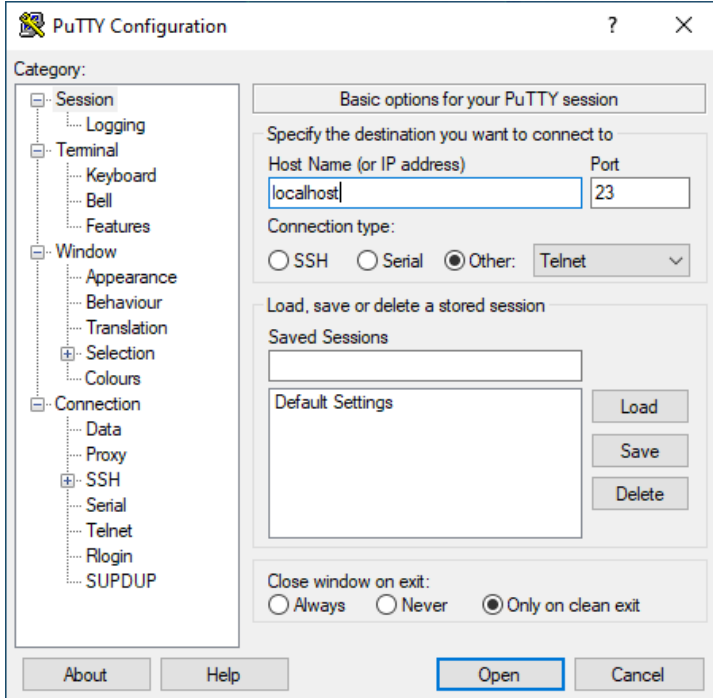 PuTTY Configuration
?
Category:
Session
Logging
Terminal
Keyboard
Bell
Features
Window
Appearance
Behaviour
Translation
Selection
Colours
Connection
Data
Proxy
SSH
Serial
Telnet
Rlogin
SUPDUP
Basic options for your PuTTY session
Specify the destination you want to connect to
Host Name (or IP address) Port
localhost 23
Connection type:
SSH Serial Other: Telnet
Load, save or delete a stored session
Saved Sessions
Default Settings
Load
Save
Delete
Close window on exit:
Always Never Only on clean exit
About Help Open Cancel